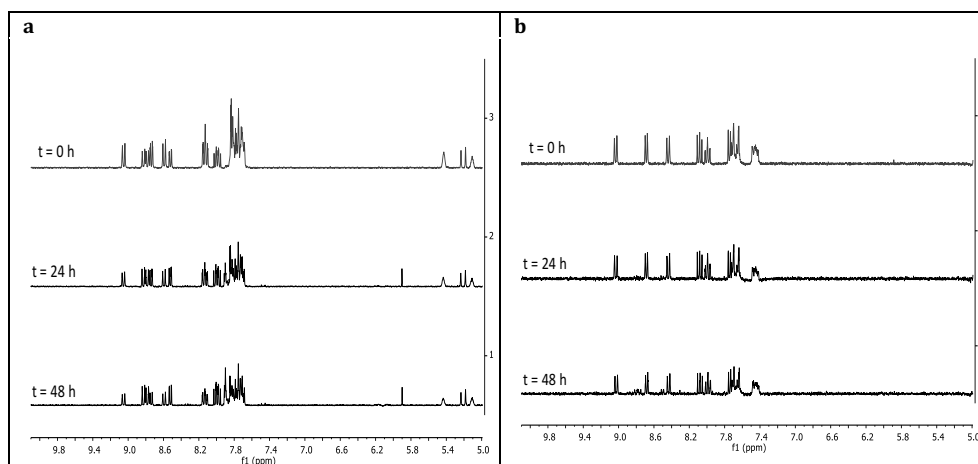 a
t = 0 h
3
2
t = 24 h
1
t = 48 h
9.8 9.4 9.0 8.6 8.2 7.8 7.4 7.0 6.6 6.2 5.8 5.4 5.0
f1 (ppm)
b
t = 0 h
t = 24 h
t = 48 h
9.8 9.4 9.0 8.6 8.2 7.8 7.4 7.0 6.6 6.2 5.8 5.4 5.0
f1 (ppm)